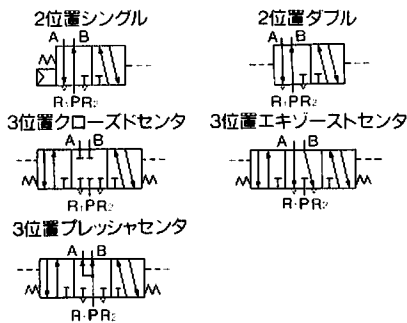 2位置シングル
A B
R₁PR₂
2位置ダブル
A B
R₁PR₂
3位置クローズドセンタ
A B
R₁PR₂
3位置エキゾーストセンタ
A B
R₁PR₂
3位置プレッシャセンタ
A B
R₁PR₂